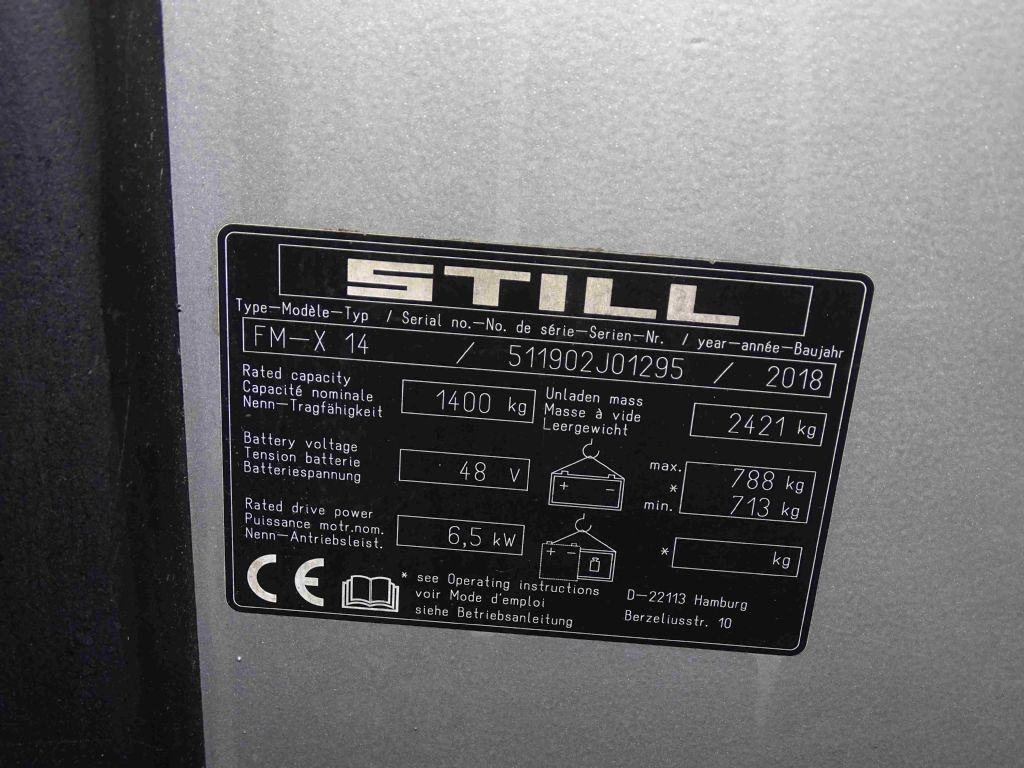 STILL
Type-Modèle-Typ / Serial no.-No. de série-Serien-Nr. / year-année-Baujahr
FM-X 14 / 511902J01295 / 2018
Rated capacity
Capacité nominale
Nenn-Tragfähigkeit
1400 kg
Unladen mass
Masse à vide
Leergewicht
2421 kg
Battery voltage
Tension batterie
Batteriespannung
48 V
+ -
max. 788 kg
*
min. 713 kg
Rated drive power
Puissance motr.nom.
Nenn-Antriebsleist.
6,5 kW
+ -
* kg
CE
* see Operating instructions
voir Mode d'emploi
siehe Betriebsanleitung
D-22113 Hamburg
Berzeliusstr. 10